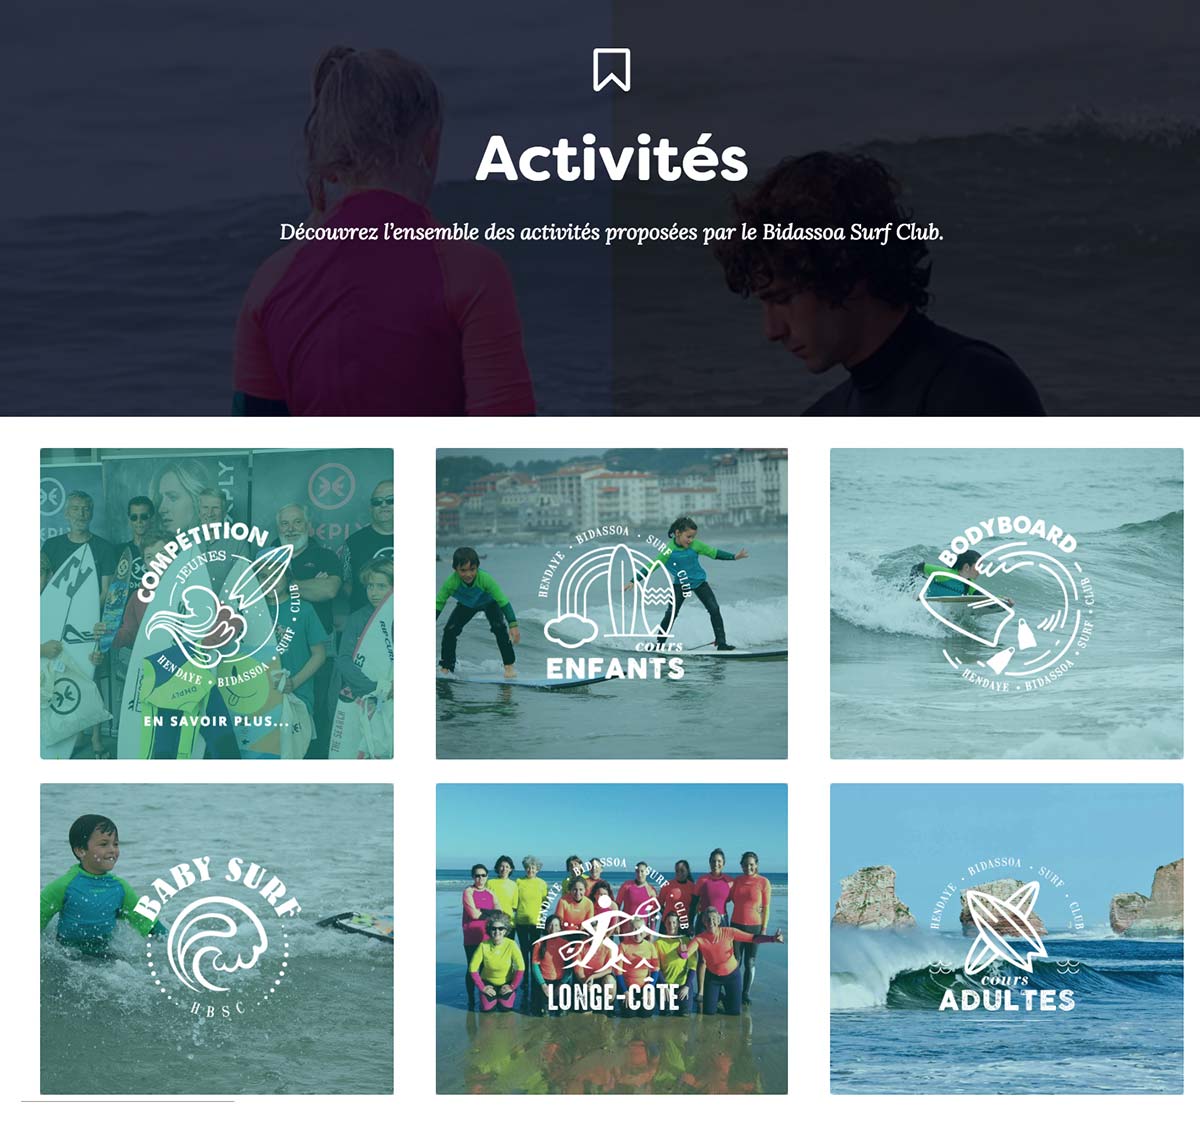 Activités
Découvrez l'ensemble des activités proposées par le Bidassoa Surf Club.
COMPÉTITION
JEUNES
HENDAYE • BIDASSOA • SURF • CLUB
EN SAVOIR PLUS...
HENDAYE • BIDASSOA • SURF • CLUB
cours
ENFANTS
BODYBOARD
HENDAYE • BIDASSOA • SURF • CLUB
BABY SURF
HBSC
HENDAYE • BIDASSOA • SURF • CLUB
LONGE-CÔTE
HENDAYE • BIDASSOA • SURF • CLUB
cours
ADULTES